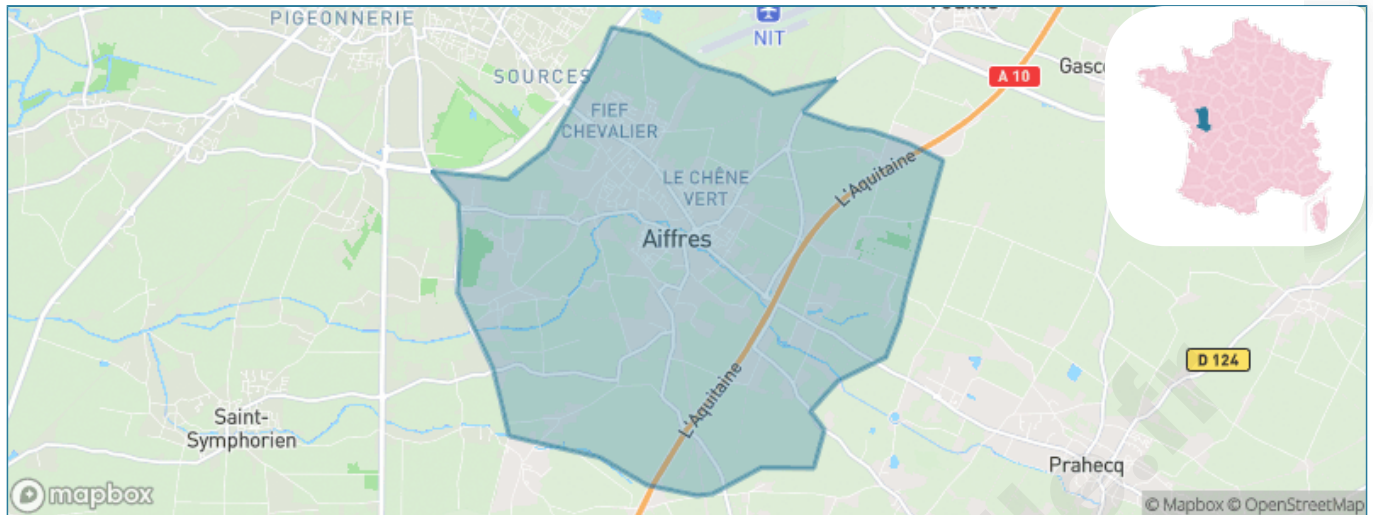 PIGEONNERIE
NIT
SOURCES
Gasc
A 10
FIEF
CHEVALIER
L'Aquitaine
LE CHÊNE
VERT
Aiffres
L'Aquitaine
D 124
Saint-
Symphorien
Prahecq
mapbox
© Mapbox © OpenStreetMap